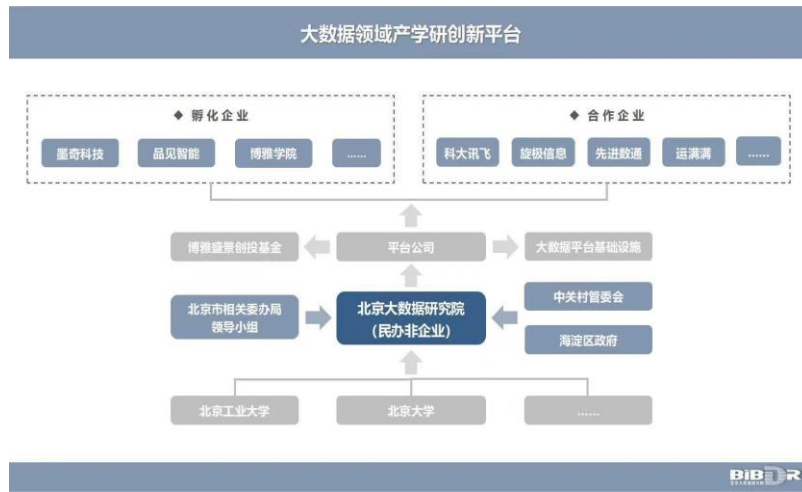 大数据领域产学研创新平台
◆ 孵化企业
◆ 合作企业
墨奇科技
品见智能
博雅学院
......
科大讯飞
旋极信息
先进数通
运满满
......
博雅盛景创投基金
平台公司
大数据平台基础设施
北京市相关委办局
领导小组
北京大数据研究院
(民办非企业)
中关村管委会
海淀区政府
北京工业大学
北京大学
......
BiBDR